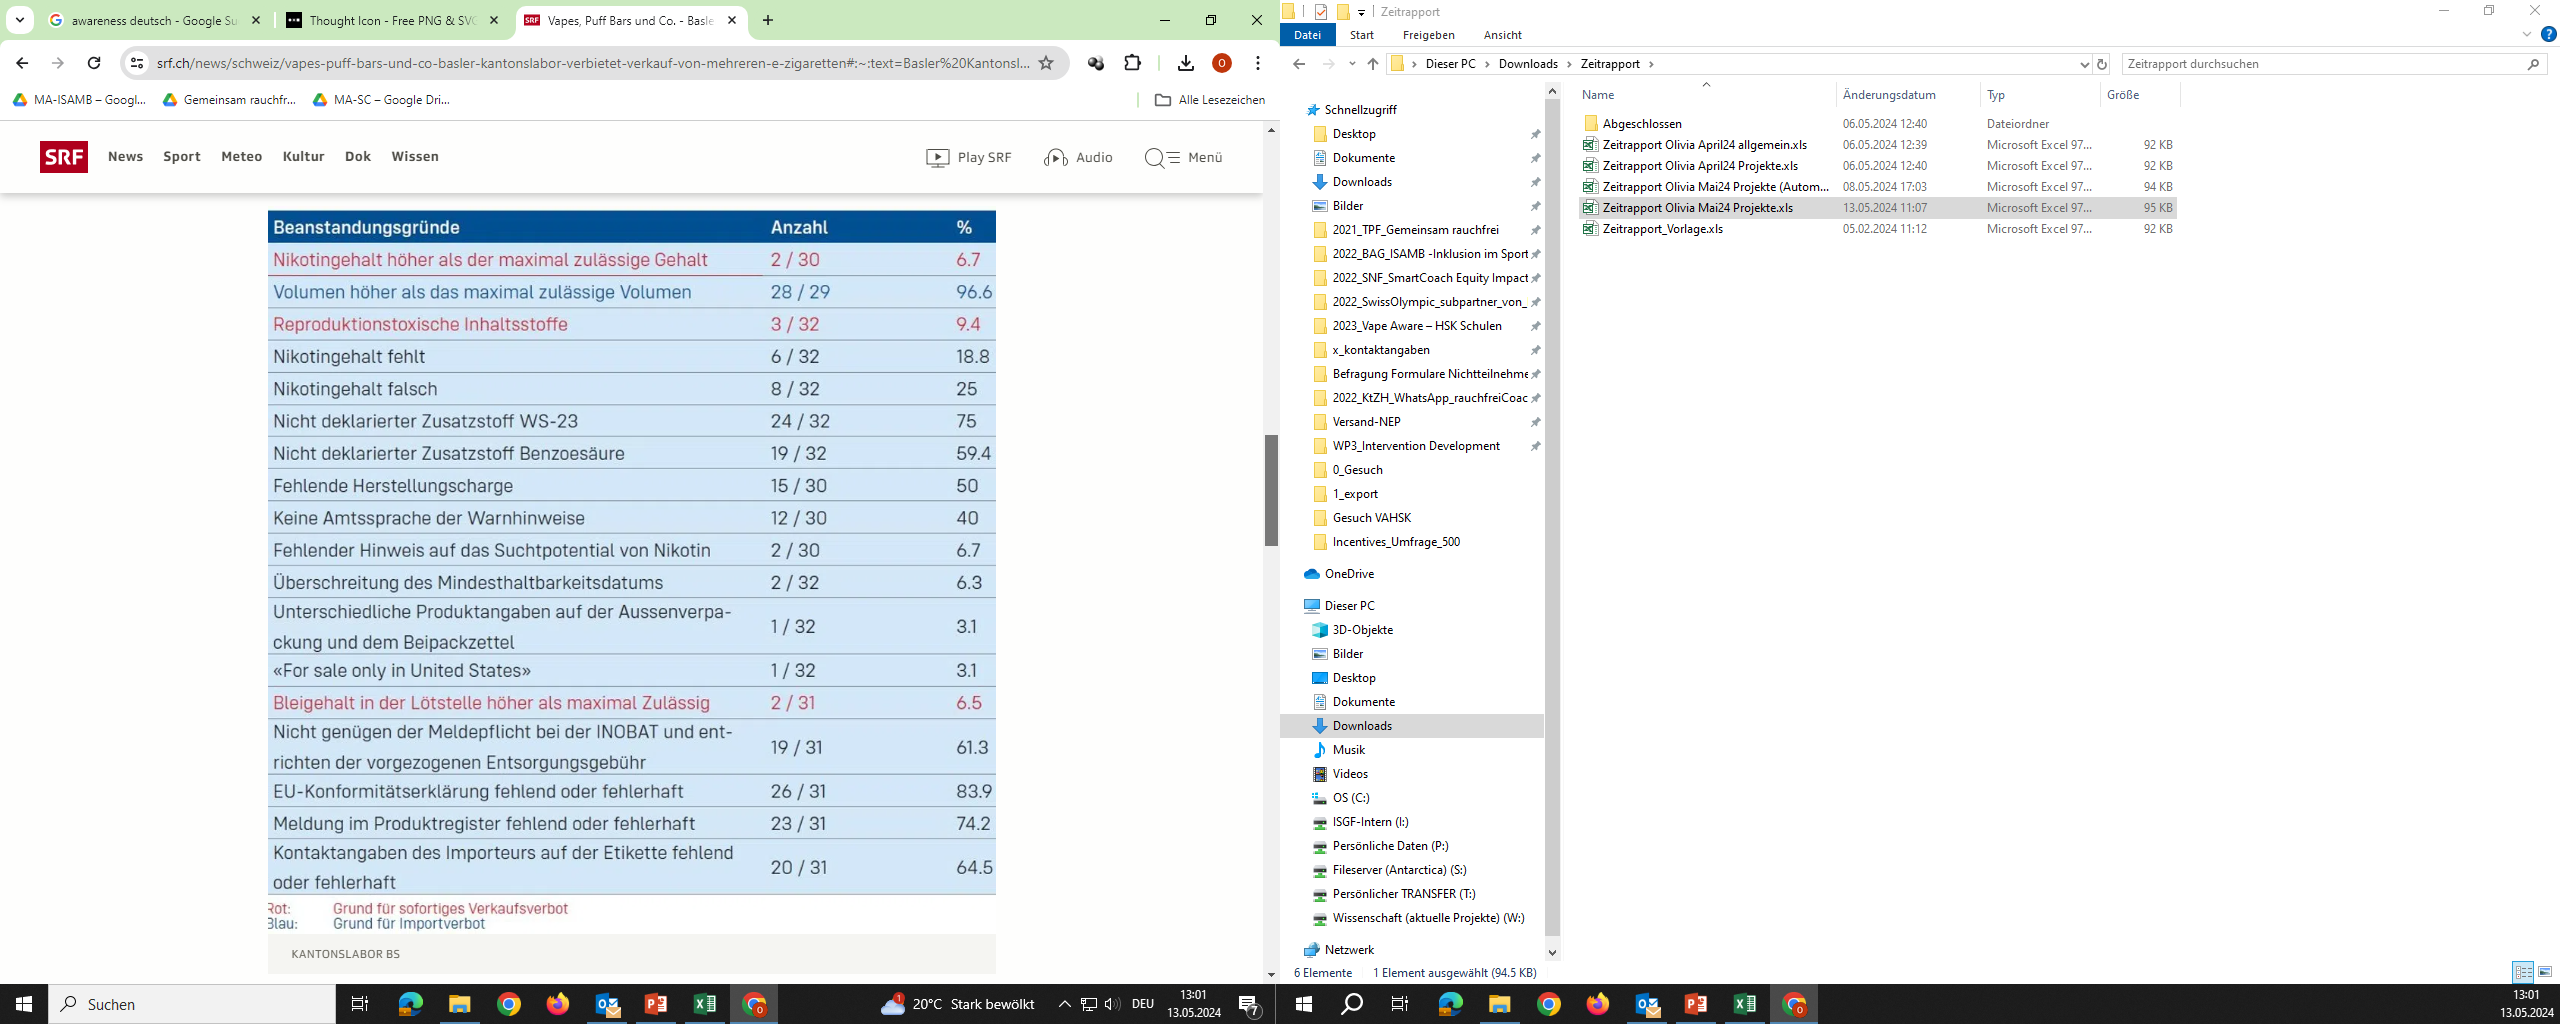 awareness deutsch - Google Su
Thought Icon - Free PNG & SVG
SRF
Vapes, Puff Bars und Co. - Basle
srf.ch/news/schweiz/vapes-puff-bars-und-co-basler-kantonslabor-verbietet-verkauf-von-mehreren-e-zigaretten#:~:text=Basler%20Kantonsl...
O
MA-ISAMB – Googl...
Gemeinsam rauchfr...
MA-SC – Google Dri...
Alle Lesezeichen
SRF
News
Sport
Meteo
Kultur
Dok
Wissen
Play SRF
Audio
Menü
Beanstandungsgründe Anzahl %
Nikotingehalt höher als der maximal zulässige Gehalt 2 / 30 6.7
Volumen höher als das maximal zulässige Volumen 28 / 29 96.6
Reproduktionstoxische Inhaltsstoffe 3 / 32 9.4
Nikotingehalt fehlt 6 / 32 18.8
Nikotingehalt falsch 8 / 32 25
Nicht deklarierter Zusatzstoff WS-23 24 / 32 75
Nicht deklarierter Zusatzstoff Benzoesäure 19 / 32 59.4
Fehlende Herstellungscharge 15 / 30 50
Keine Amtssprache der Warnhinweise 12 / 30 40
Fehlender Hinweis auf das Suchtpotential von Nikotin 2 / 30 6.7
Überschreitung des Mindesthaltbarkeitsdatums 2 / 32 6.3
Unterschiedliche Produktangaben auf der Aussenverpa-
ckung und dem Beipackzettel 1 / 32 3.1
«For sale only in United States» 1 / 32 3.1
Bleigehalt in der Lötstelle höher als maximal Zulässig 2 / 31 6.5
Nicht genügen der Meldepflicht bei der INOBAT und ent-
richten der vorgezogenen Entsorgungsgebühr 19 / 31 61.3
EU-Konformitätserklärung fehlend oder fehlerhaft 26 / 31 83.9
Meldung im Produktregister fehlend oder fehlerhaft 23 / 31 74.2
Kontaktangaben des Importeurs auf der Etikette fehlend
oder fehlerhaft 20 / 31 64.5
Rot: Grund für sofortiges Verkaufsverbot
Blau: Grund für Importverbot
KANTONSLABOR BS
Suchen
1
20°C Stark bewölkt
DEU
13:01
13.05.2024
7
Zeitrapport
Datei
Start
Freigeben
Ansicht
Dieser PC
Downloads
Zeitrapport
Zeitrapport durchsuchen
Schnellzugriff
Desktop
Dokumente
Downloads
Bilder
2021_TPF_Gemeinsam rauchfrei
2022_BAG_ISAMB -Inklusion im Sport
2022_SNF_SmartCoach Equity Impact
2022_SwissOlympic_subpartner_von_
2023_Vape Aware – HSK Schulen
x_kontaktangaben
Befragung Formulare Nichtteilnehme
2022_KtZH_WhatsApp_rauchfreiCoac
Versand-NEP
WP3_Intervention Development
0_Gesuch
1_export
Gesuch VAHSK
Incentives_Umfrage_500
OneDrive
Dieser PC
3D-Objekte
Bilder
Desktop
Dokumente
Downloads
Musik
Videos
OS (C:)
ISGF-Intern (I:)
Persönliche Daten (P:)
Fileserver (Antarctica) (S:)
Persönlicher TRANSFER (T:)
Wissenschaft (aktuelle Projekte) (W:)
Netzwerk
Name Änderungsdatum Typ Größe
Abgeschlossen 06.05.2024 12:40 Dateiordner
Zeitrapport Olivia April24 allgemein.xls 06.05.2024 12:39 Microsoft Excel 97... 92 KB
Zeitrapport Olivia April24 Projekte.xls 06.05.2024 12:40 Microsoft Excel 97... 92 KB
Zeitrapport Olivia Mai24 Projekte (Autom... 08.05.2024 17:03 Microsoft Excel 97... 94 KB
Zeitrapport Olivia Mai24 Projekte.xls 13.05.2024 11:07 Microsoft Excel 97... 95 KB
Zeitrapport_Vorlage.xls 05.02.2024 11:12 Microsoft Excel 97... 92 KB
6 Elemente
1 Element ausgewählt (94.5 KB)
13:01
13.05.2024